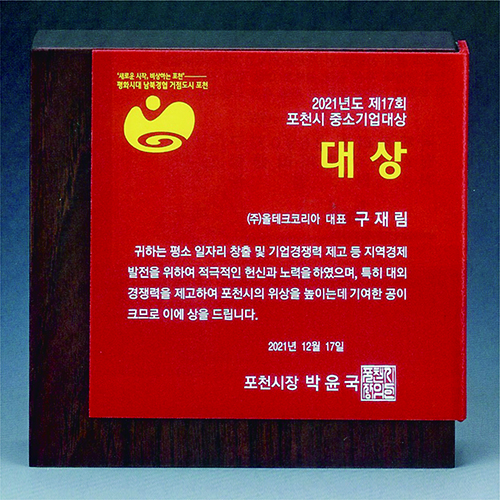 "새로운 시작, 비상하는 포천"
평화시대 남북경협 거점도시 포천
2021년도 제17회
포천시 중소기업대상
대상
(주)올테크코리아 대표 구재림
귀하는 평소 일자리 창출 및 기업경쟁력 제고 등 지역경제
발전을 위하여 적극적인 헌신과 노력을 하였으며, 특히 대외
경쟁력을 제고하여 포천시의 위상을 높이는데 기여한 공이
크므로 이에 상을 드립니다.
2021년 12월 17일
포천시장 박윤국